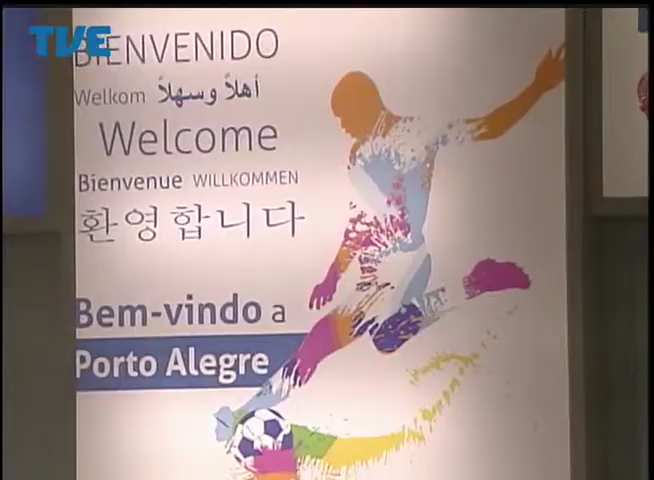 TVE
BIENVENIDO
Welkom أهلاً وسهلاً
Welcome
Bienvenue WILLKOMMEN
환영합니다
Bem-vindo a
Porto Alegre